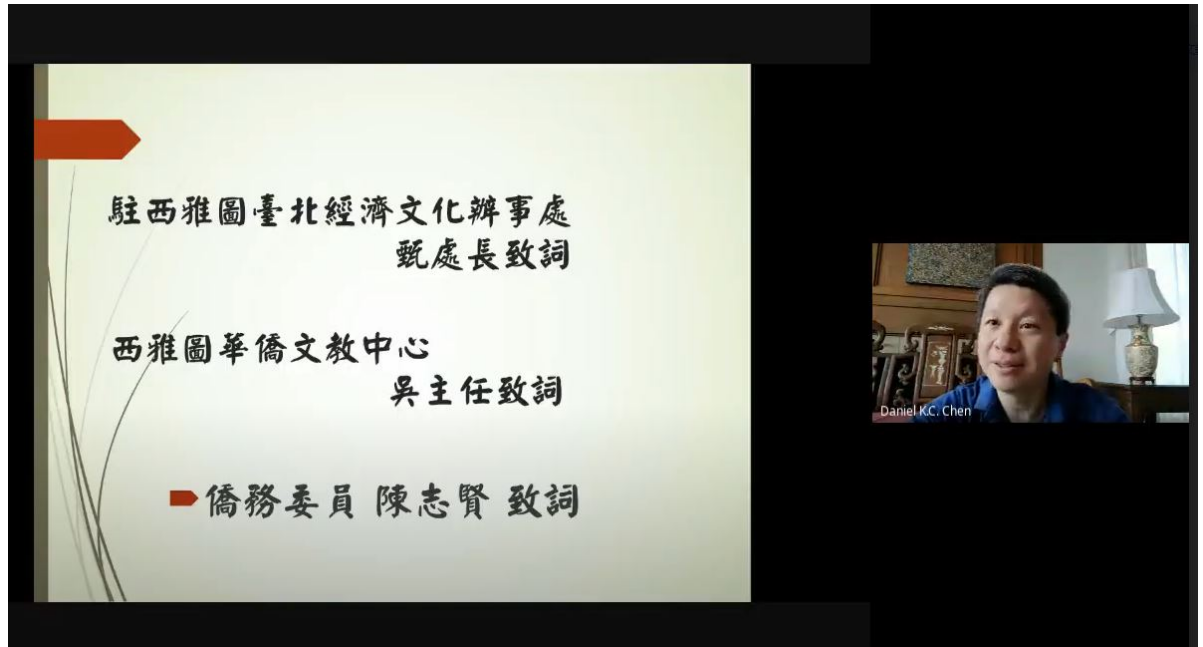 駐西雅圖臺北經濟文化辦事處
甄處長致詞
西雅圖華僑文教中心
吳主任致詞
僑務委員 陳志賢 致詞
Daniel K.C. Chen